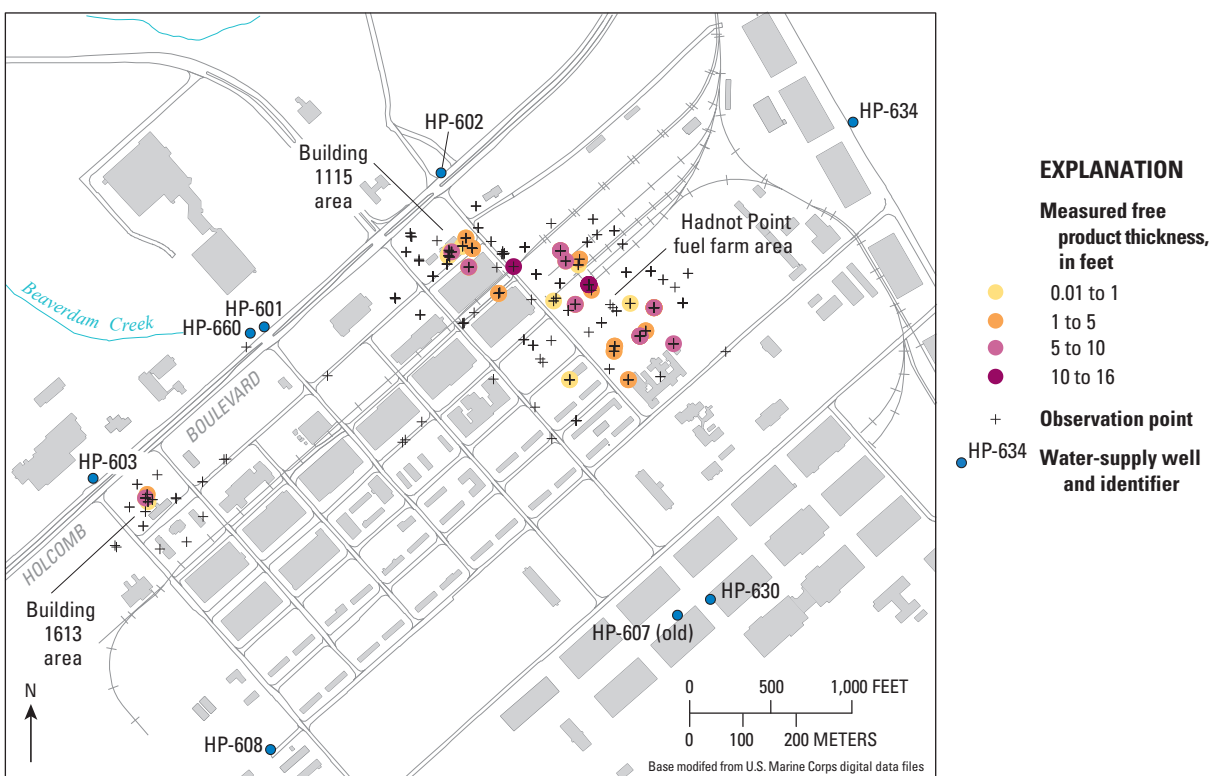 HP-602
HP-634
Building
1115
area
Hadnot Point
fuel farm area
Beaverdam Creek
HP-601
HP-660
BOULEVARD
HP-603
HOLCOMB
Building
1613
area
HP-630
HP-607 (old)
HP-608
N
0 500 1,000 FEET
0 100 200 METERS
Base modifed from U.S. Marine Corps digital data files
EXPLANATION
Measured free
product thickness,
in feet
0.01 to 1
1 to 5
5 to 10
10 to 16
Observation point
HP-634 Water-supply well
and identifier